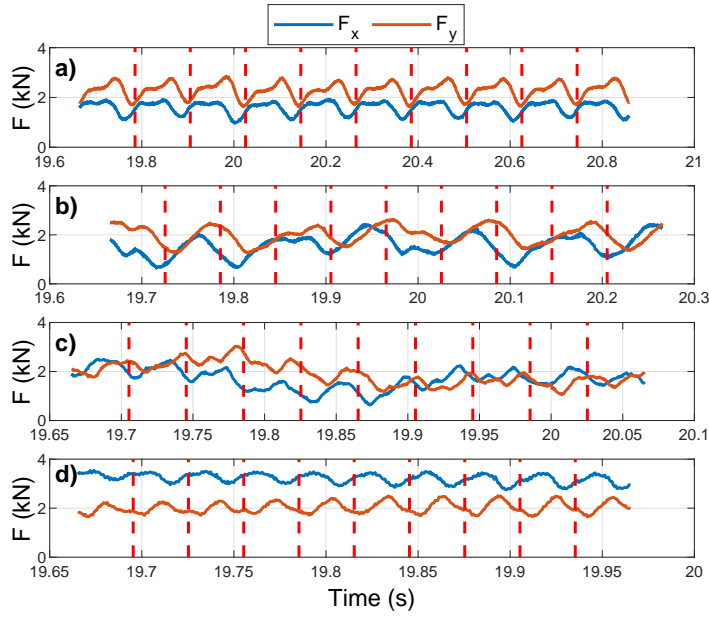 F_x F_y
a)
F (kN)
4
2
0
19.6 19.8 20 20.2 20.4 20.6 20.8 21
b)
F (kN)
4
2
0
19.6 19.7 19.8 19.9 20 20.1 20.2 20.3
c)
F (kN)
4
2
0
19.65 19.7 19.75 19.8 19.85 19.9 19.95 20 20.05 20.1
d)
F (kN)
4
2
0
19.65 19.7 19.75 19.8 19.85 19.9 19.95 20
Time (s)